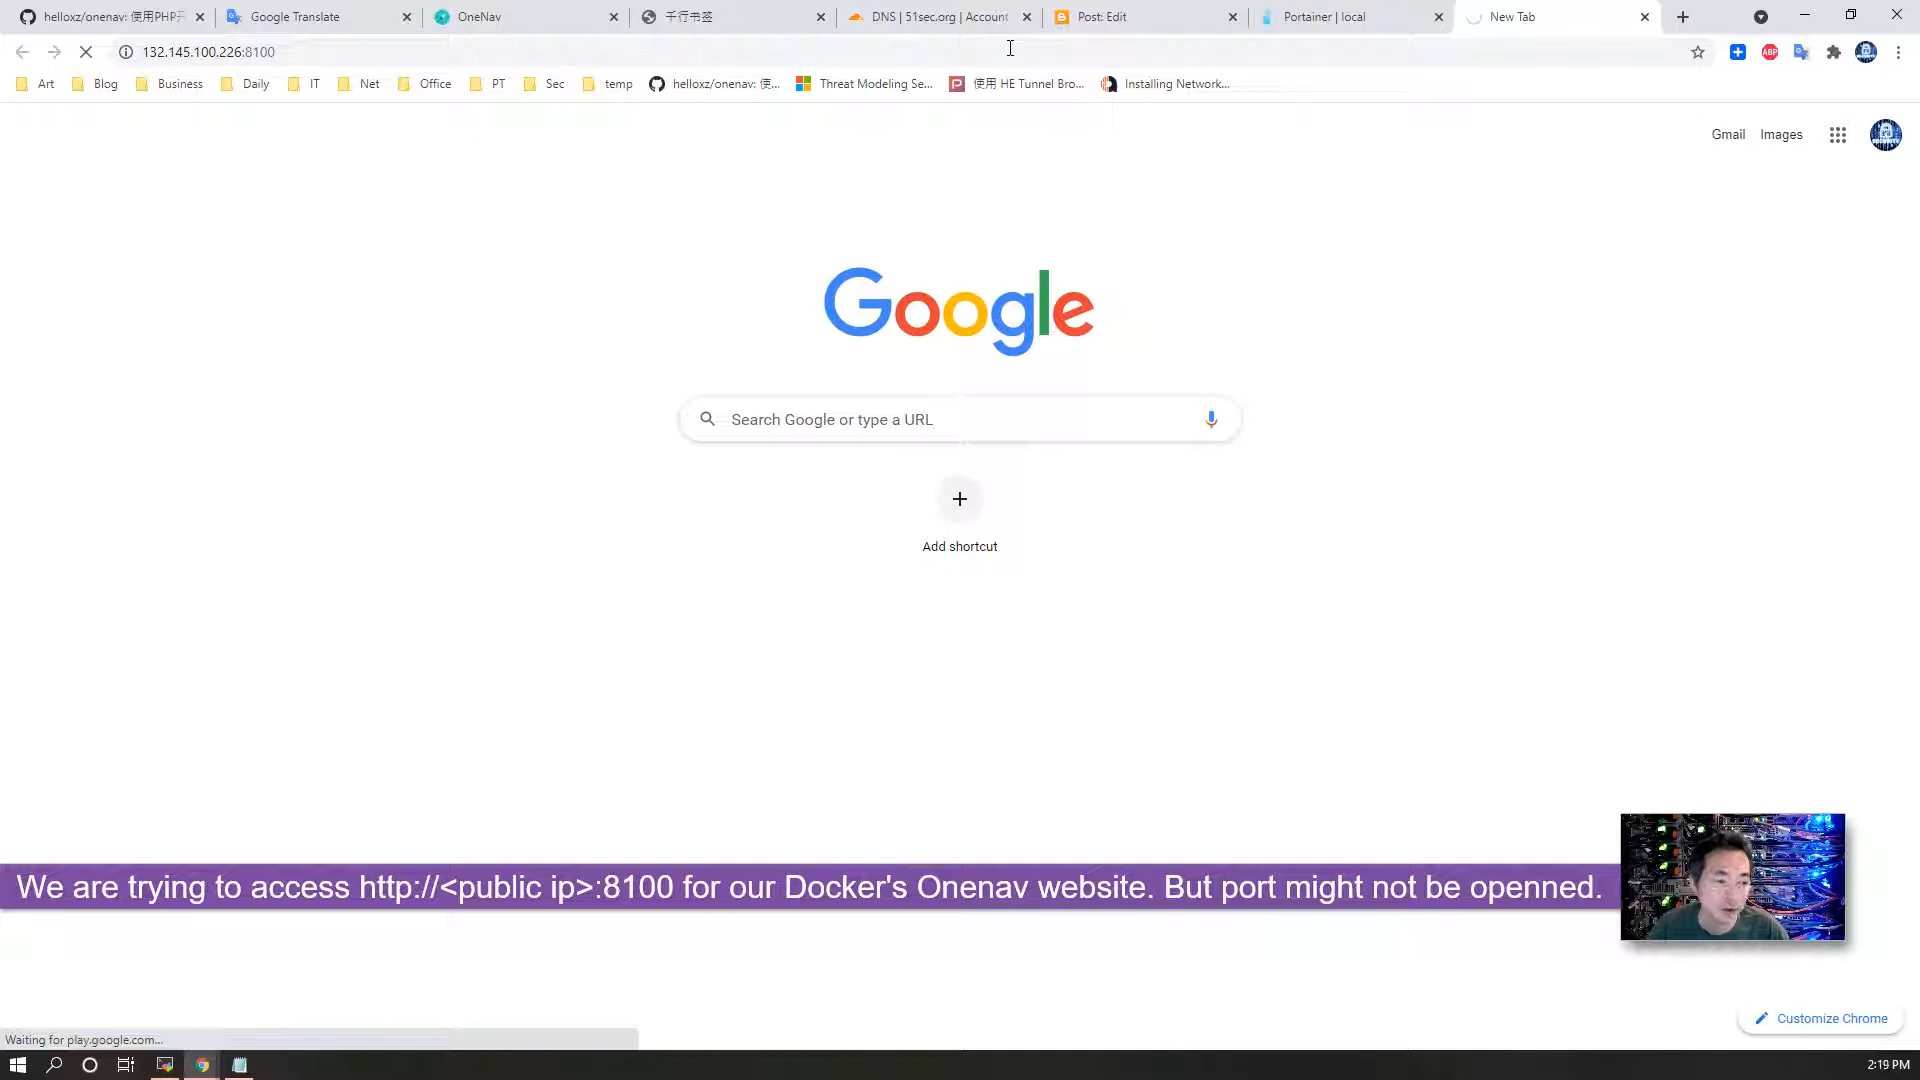 helloxz/onenav: 使用PHP开
Google Translate
OneNav
千行书签
DNS | 51sec.org | Account
Post: Edit
Portainer | local
New Tab
132.145.100.226:8100
ABP
Art
Blog
Business
Daily
IT
Net
Office
PT
Sec
temp
helloxz/onenav: 使...
Threat Modeling Se...
使用 HE Tunnel Bro...
Installing Network...
Gmail
Images
Google
Search Google or type a URL
Add shortcut
We are trying to access http://<public ip>:8100 for our Docker's Onenav website. But port might not be openned.
Customize Chrome
Waiting for play.google.com...
2:19 PM